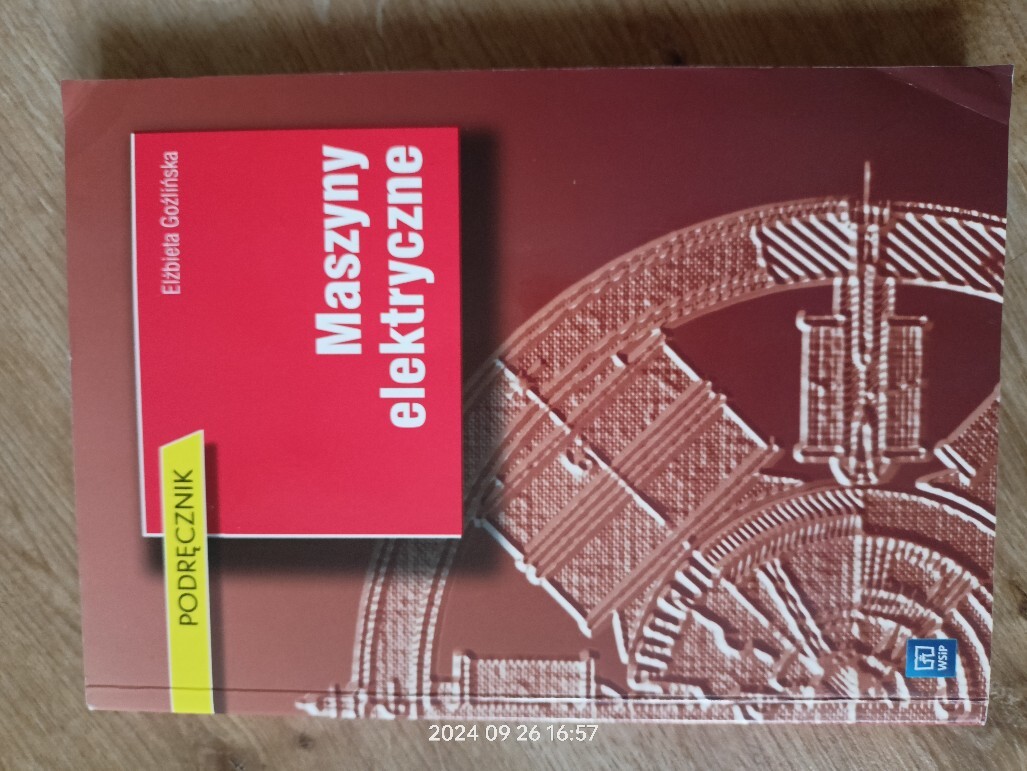 Elżbieta Goźlińska
Maszyny
elektryczne
PODRĘCZNIK
WSiP
2024 09 26 16:57